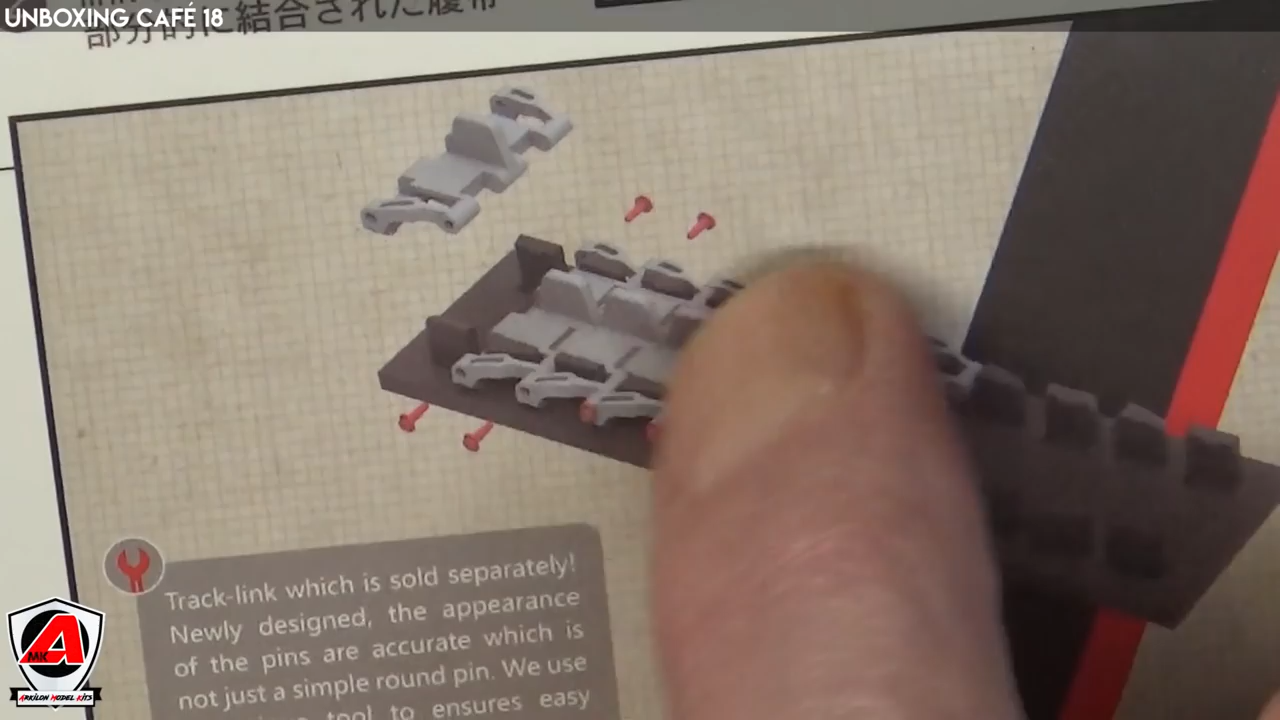 UNBOXING CAFÉ 18
部分的に結合された履帯
Track-link which is sold separately!
Newly designed, the appearance
of the pins are accurate which is
not just a simple round pin. We use
tool to ensures easy
A
MK
ARKILON MODEL KITS